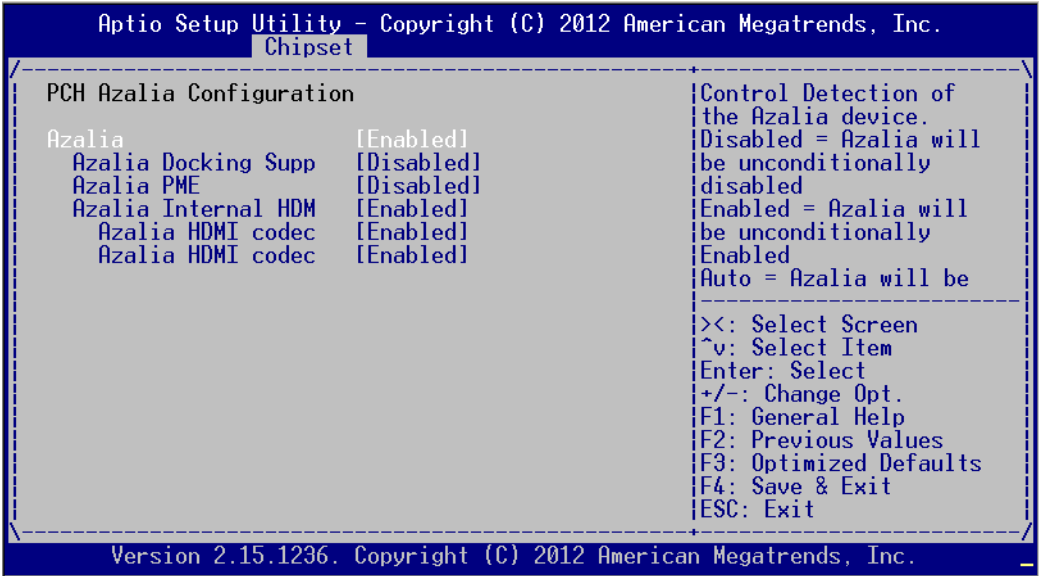 Aptio Setup Utility - Copyright (C) 2012 American Megatrends, Inc.
Chipset
PCH Azalia Configuration
Azalia [Enabled]
Azalia Docking Supp [Disabled]
Azalia PME [Disabled]
Azalia Internal HDM [Enabled]
Azalia HDMI codec [Enabled]
Azalia HDMI codec [Enabled]
Control Detection of
the Azalia device.
Disabled = Azalia will
be unconditionally
disabled
Enabled = Azalia will
be unconditionally
Enabled
Auto = Azalia will be
><: Select Screen
^v: Select Item
Enter: Select
+/-: Change Opt.
F1: General Help
F2: Previous Values
F3: Optimized Defaults
F4: Save & Exit
ESC: Exit
Version 2.15.1236. Copyright (C) 2012 American Megatrends, Inc.